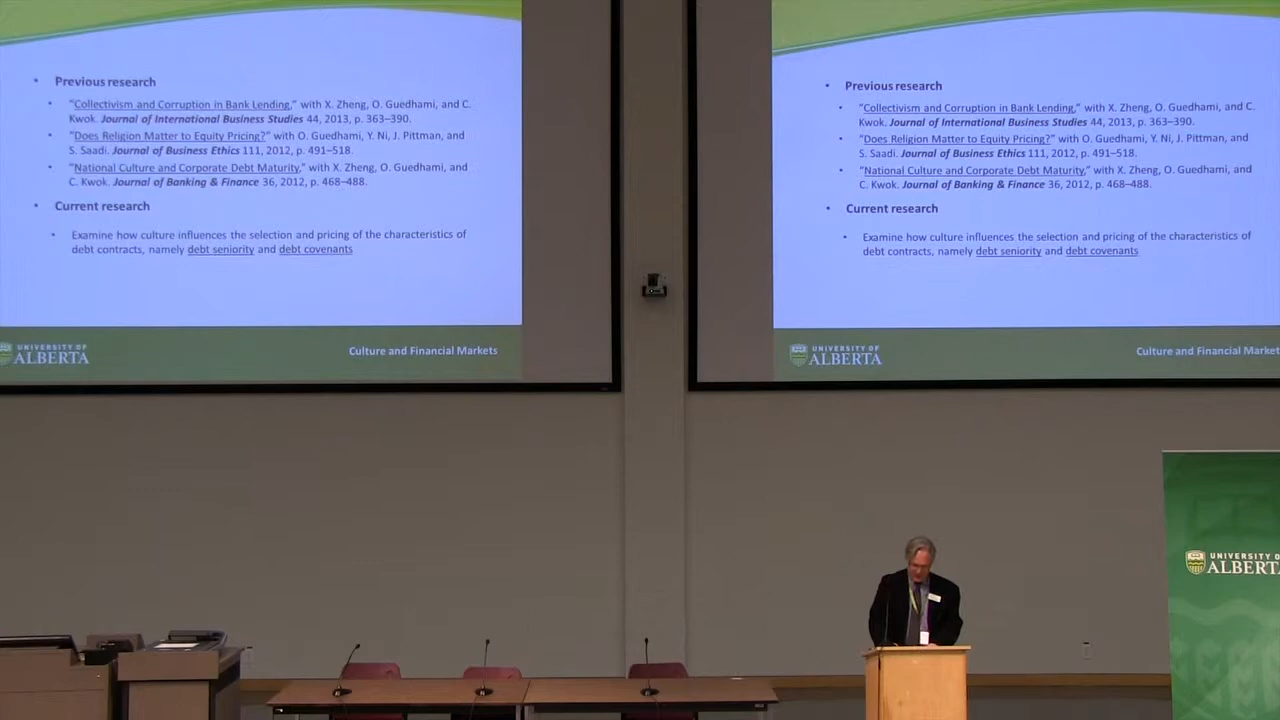 • Previous research
• "Collectivism and Corruption in Bank Lending," with X. Zheng, O. Guedhami, and C.
Kwok. Journal of International Business Studies 44, 2013, p. 363–390.
• "Does Religion Matter to Equity Pricing?" with O. Guedhami, Y. Ni, J. Pittman, and
S. Saadi. Journal of Business Ethics 111, 2012, p. 491–518.
• "National Culture and Corporate Debt Maturity," with X. Zheng, O. Guedhami, and
C. Kwok. Journal of Banking & Finance 36, 2012, p. 468–488.
• Current research
• Examine how culture influences the selection and pricing of the characteristics of
debt contracts, namely debt seniority and debt covenants
UNIVERSITY OF
ALBERTA
Culture and Financial Markets
• Previous research
• "Collectivism and Corruption in Bank Lending," with X. Zheng, O. Guedhami, and C.
Kwok. Journal of International Business Studies 44, 2013, p. 363–390.
• "Does Religion Matter to Equity Pricing?" with O. Guedhami, Y. Ni, J. Pittman, and
S. Saadi. Journal of Business Ethics 111, 2012, p. 491–518.
• "National Culture and Corporate Debt Maturity," with X. Zheng, O. Guedhami, and
C. Kwok. Journal of Banking & Finance 36, 2012, p. 468–488.
• Current research
• Examine how culture influences the selection and pricing of the characteristics of
debt contracts, namely debt seniority and debt covenants
UNIVERSITY OF
ALBERTA
Culture and Financial Market
UNIVERSITY O
ALBERTA